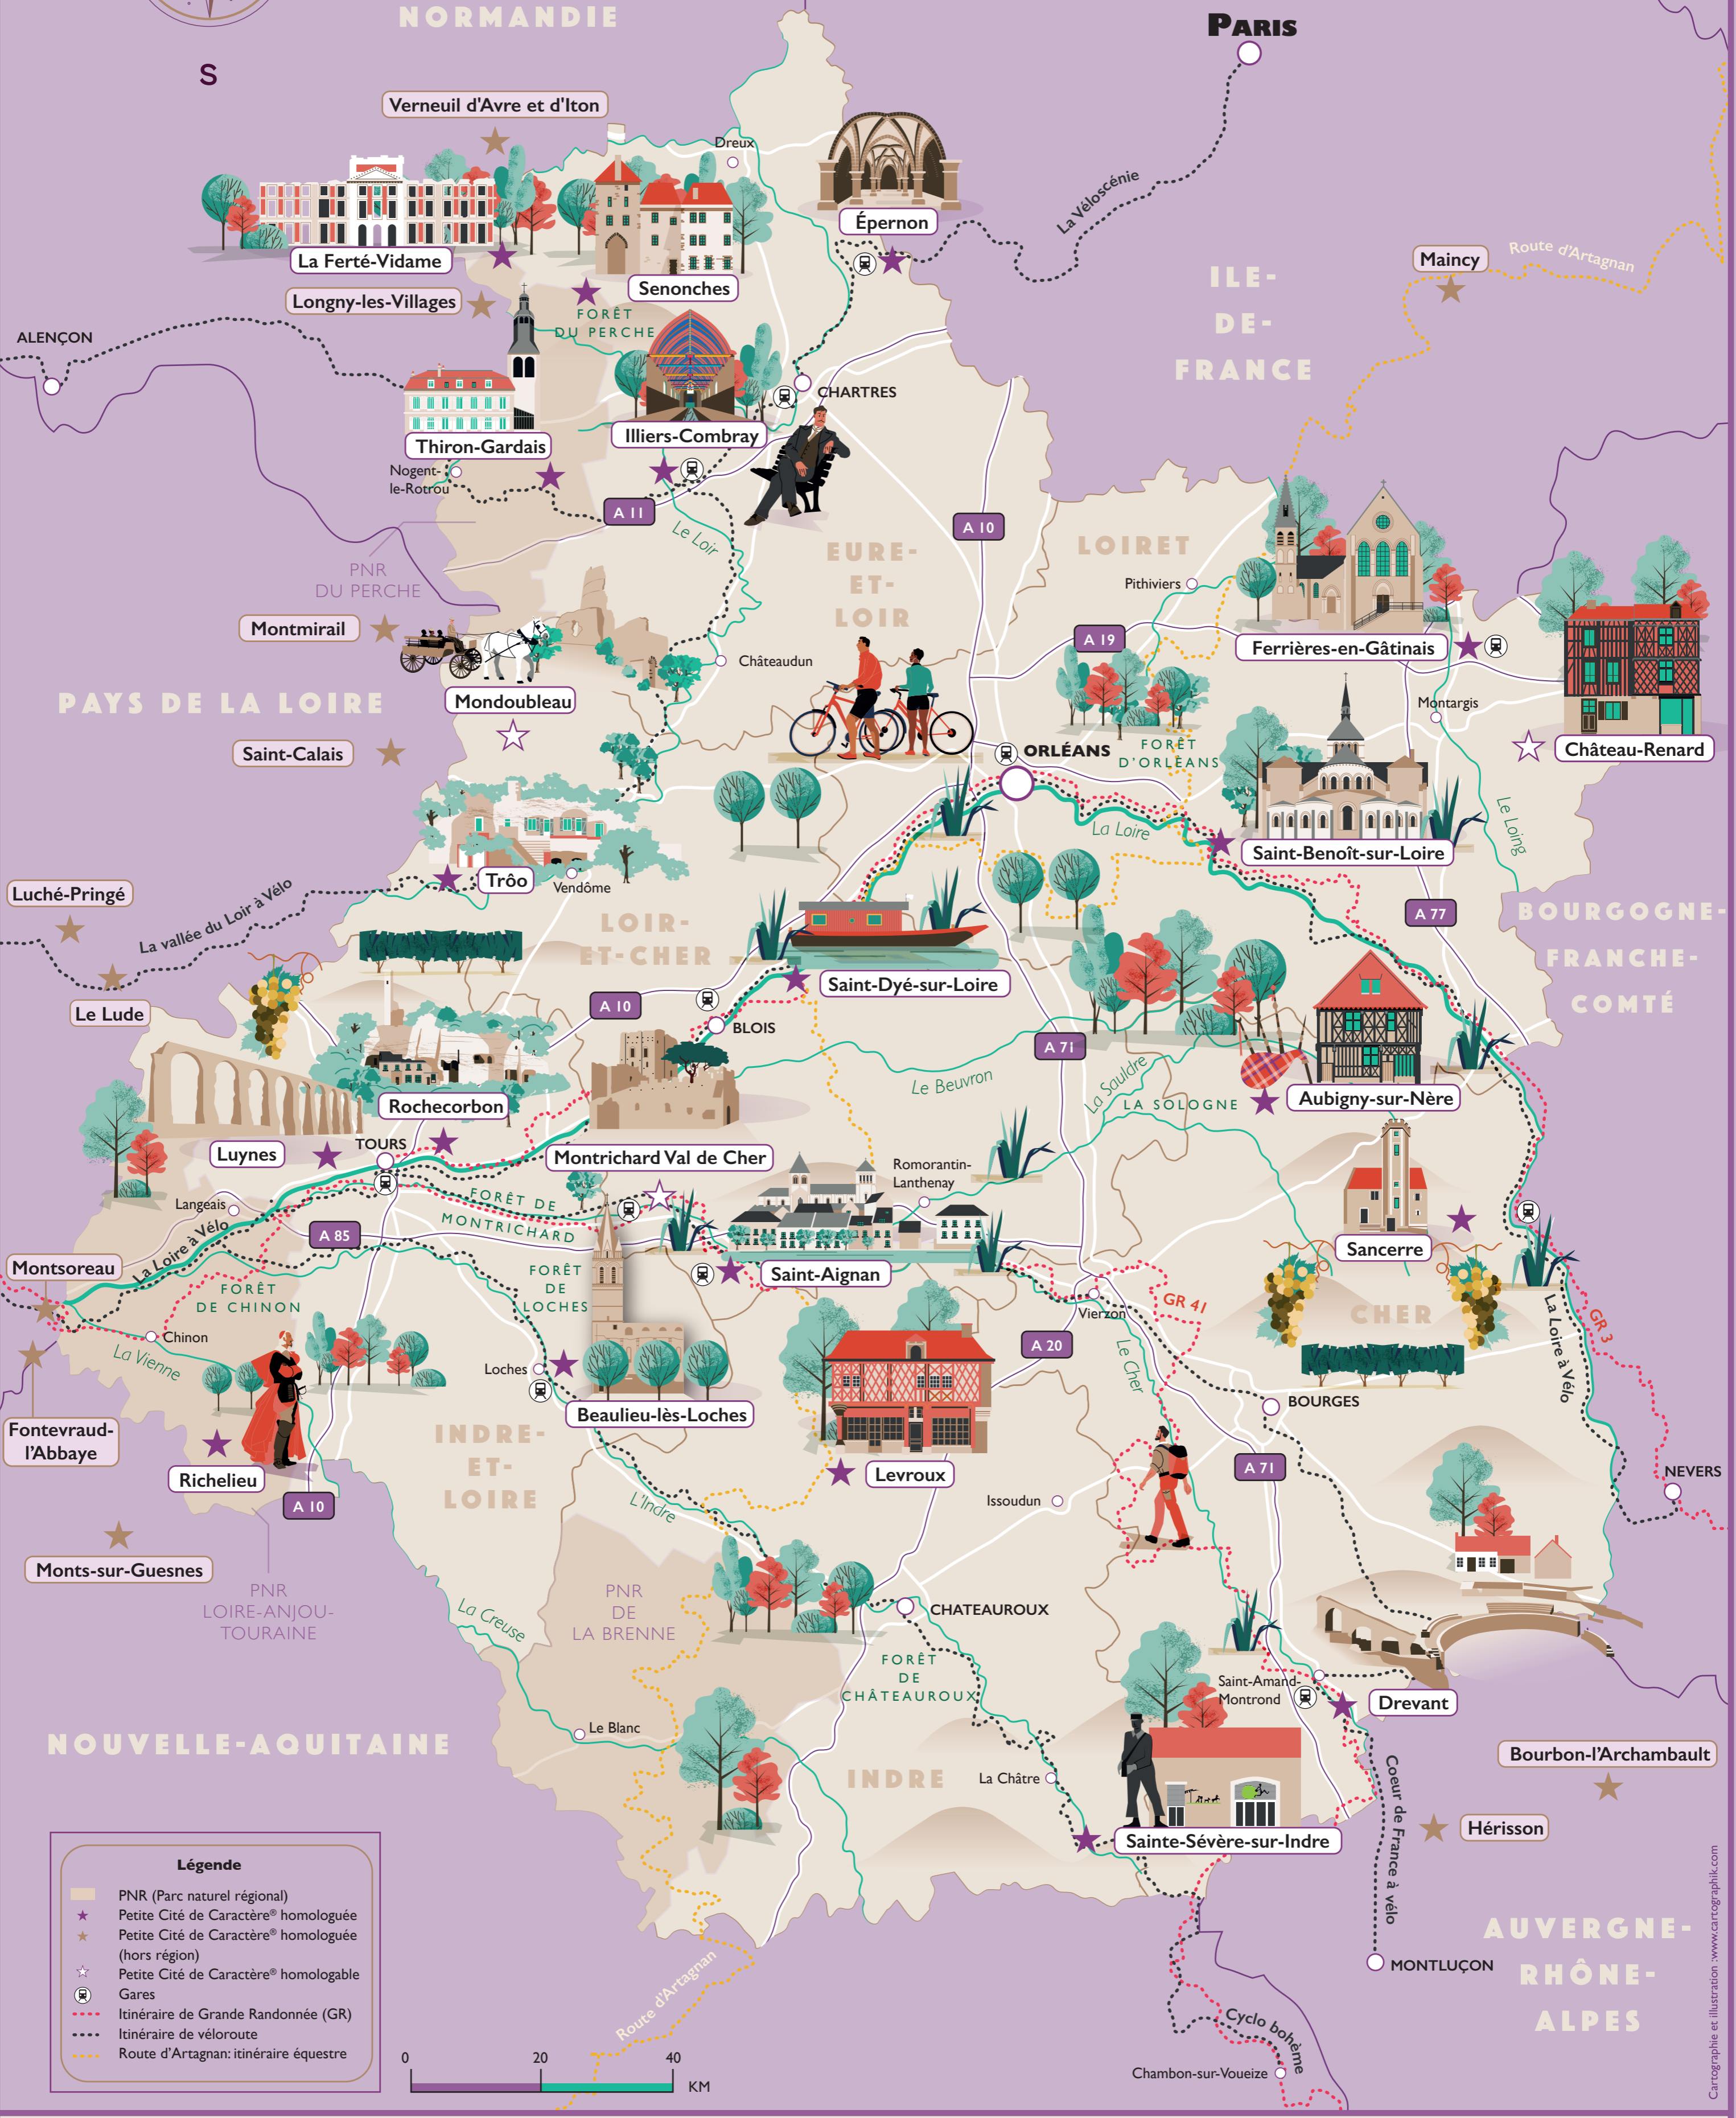 NORMANDIE
PARIS
S
Verneuil d'Avre et d'Iton
Dreux
La Véloscénie
Épernon
La Ferté-Vidame
Senonches
Maincy
Route d'Artagnan
ILE-
DE-
FRANCE
Longny-les-Villages
FORÊT
DU PERCHE
ALENÇON
CHARTRES
Thiron-Gardais
Illiers-Combray
Nogent-
le-Rotrou
A 11
Le Loir
A 10
EURE-
ET-
LOIR
LOIRET
PNR
DU PERCHE
Pithiviers
Montmirail
A 19
Ferrières-en-Gâtinais
Châteaudun
PAYS DE LA LOIRE
Mondoubleau
Montargis
Saint-Calais
ORLÉANS
FORÊT
D'ORLÉANS
Château-Renard
Le Loing
La Loire
Saint-Benoît-sur-Loire
Trôo
Vendôme
Luché-Pringé
La vallée du Loir à Vélo
A 77
BOURGOGNE-
FRANCHE-
COMTÉ
LOIR-
ET-CHER
Saint-Dyé-sur-Loire
Le Lude
A 10
BLOIS
A 71
Le Beuvron
La Sauldre
LA SOLOGNE
Aubigny-sur-Nère
Rochecorbon
TOURS
Luynes
Montrichard Val de Cher
Romorantin-
Lanthenay
Langeais
FORÊT DE
MONTRICHARD
A 85
La Loire à Vélo
Sancerre
Montsoreau
Saint-Aignan
FORÊT
DE
LOCHES
FORÊT
DE CHINON
Vierzon
GR 41
CHER
La Loire à Vélo
GR 3
Chinon
La Vienne
A 20
Le Cher
Loches
Beaulieu-lès-Loches
BOURGES
Fontevraud-
l'Abbaye
INDRE-
ET-
LOIRE
Richelieu
Levroux
A 71
NEVERS
A 10
L'Indre
Issoudun
Monts-sur-Guesnes
PNR
LOIRE-ANJOU-
TOURAINE
PNR
DE
LA BRENNE
La Creuse
CHATEAUROUX
FORÊT
DE
CHÂTEAUROUX
Saint-Amand-
Montrond
Drevant
Le Blanc
NOUVELLE-AQUITAINE
INDRE
La Châtre
Bourbon-l'Archambault
Coeur de France à vélo
Hérisson
Sainte-Sévère-sur-Indre
Légende
PNR (Parc naturel régional)
Petite Cité de Caractère® homologuée
Petite Cité de Caractère® homologuée
(hors région)
Petite Cité de Caractère® homologable
Gares
Itinéraire de Grande Randonnée (GR)
Itinéraire de véloroute
Route d'Artagnan: itinéraire équestre
Route d'Artagnan
0 20 40
KM
AUVERGNE-
RHÔNE-
ALPES
MONTLUÇON
Cyclo bohème
Chambon-sur-Voueize
Cartographie et illustration :www.cartographik.com